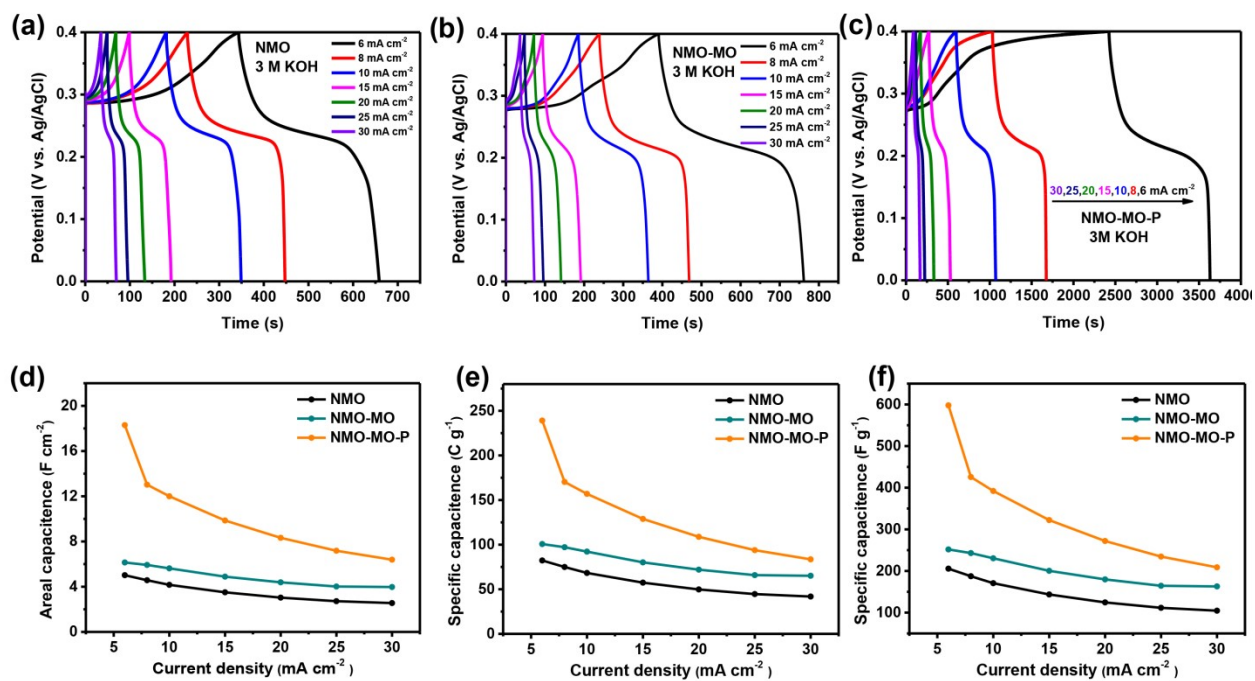 (a)
NMO
3 M KOH
6 mA cm⁻²
8 mA cm⁻²
10 mA cm⁻²
15 mA cm⁻²
20 mA cm⁻²
25 mA cm⁻²
30 mA cm⁻²
Potential (V vs. Ag/AgCl)
0.4
0.3
0.2
0.1
0.0
0 100 200 300 400 500 600 700
Time (s)
(b)
NMO-MO
3 M KOH
6 mA cm⁻²
8 mA cm⁻²
10 mA cm⁻²
15 mA cm⁻²
20 mA cm⁻²
25 mA cm⁻²
30 mA cm⁻²
Potential (V vs. Ag/AgCl)
0.4
0.3
0.2
0.1
0.0
0 100 200 300 400 500 600 700 800
Time (s)
(c)
30,25,20,15,10,8,6 mA cm⁻²
NMO-MO-P
3M KOH
Potential (V vs. Ag/AgCl)
0.4
0.3
0.2
0.1
0.0
0 500 1000 1500 2000 2500 3000 3500 4000
Time (s)
(d)
NMO
NMO-MO
NMO-MO-P
Areal capacitence (F cm⁻²)
20
16
12
8
4
0
5 10 15 20 25 30
Current density (mA cm⁻²)
(e)
NMO
NMO-MO
NMO-MO-P
Specific capacitence (C g⁻¹)
250
200
150
100
50
0
5 10 15 20 25 30
Current density (mA cm⁻²)
(f)
NMO
NMO-MO
NMO-MO-P
Specific capacitance (F g⁻¹)
600
500
400
300
200
100
5 10 15 20 25 30
Current density (mA cm⁻²)